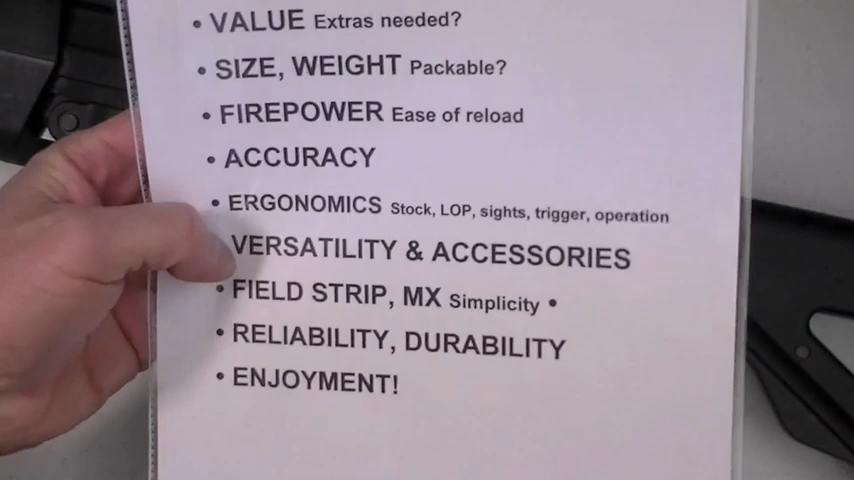 • VALUE Extras needed?
• SIZE, WEIGHT Packable?
• FIREPOWER Ease of reload
• ACCURACY
• ERGONOMICS Stock, LOP, sights, trigger, operation
VERSATILITY & ACCESSORIES
• FIELD STRIP, MX Simplicity •
• RELIABILITY, DURABILITY
• ENJOYMENT!